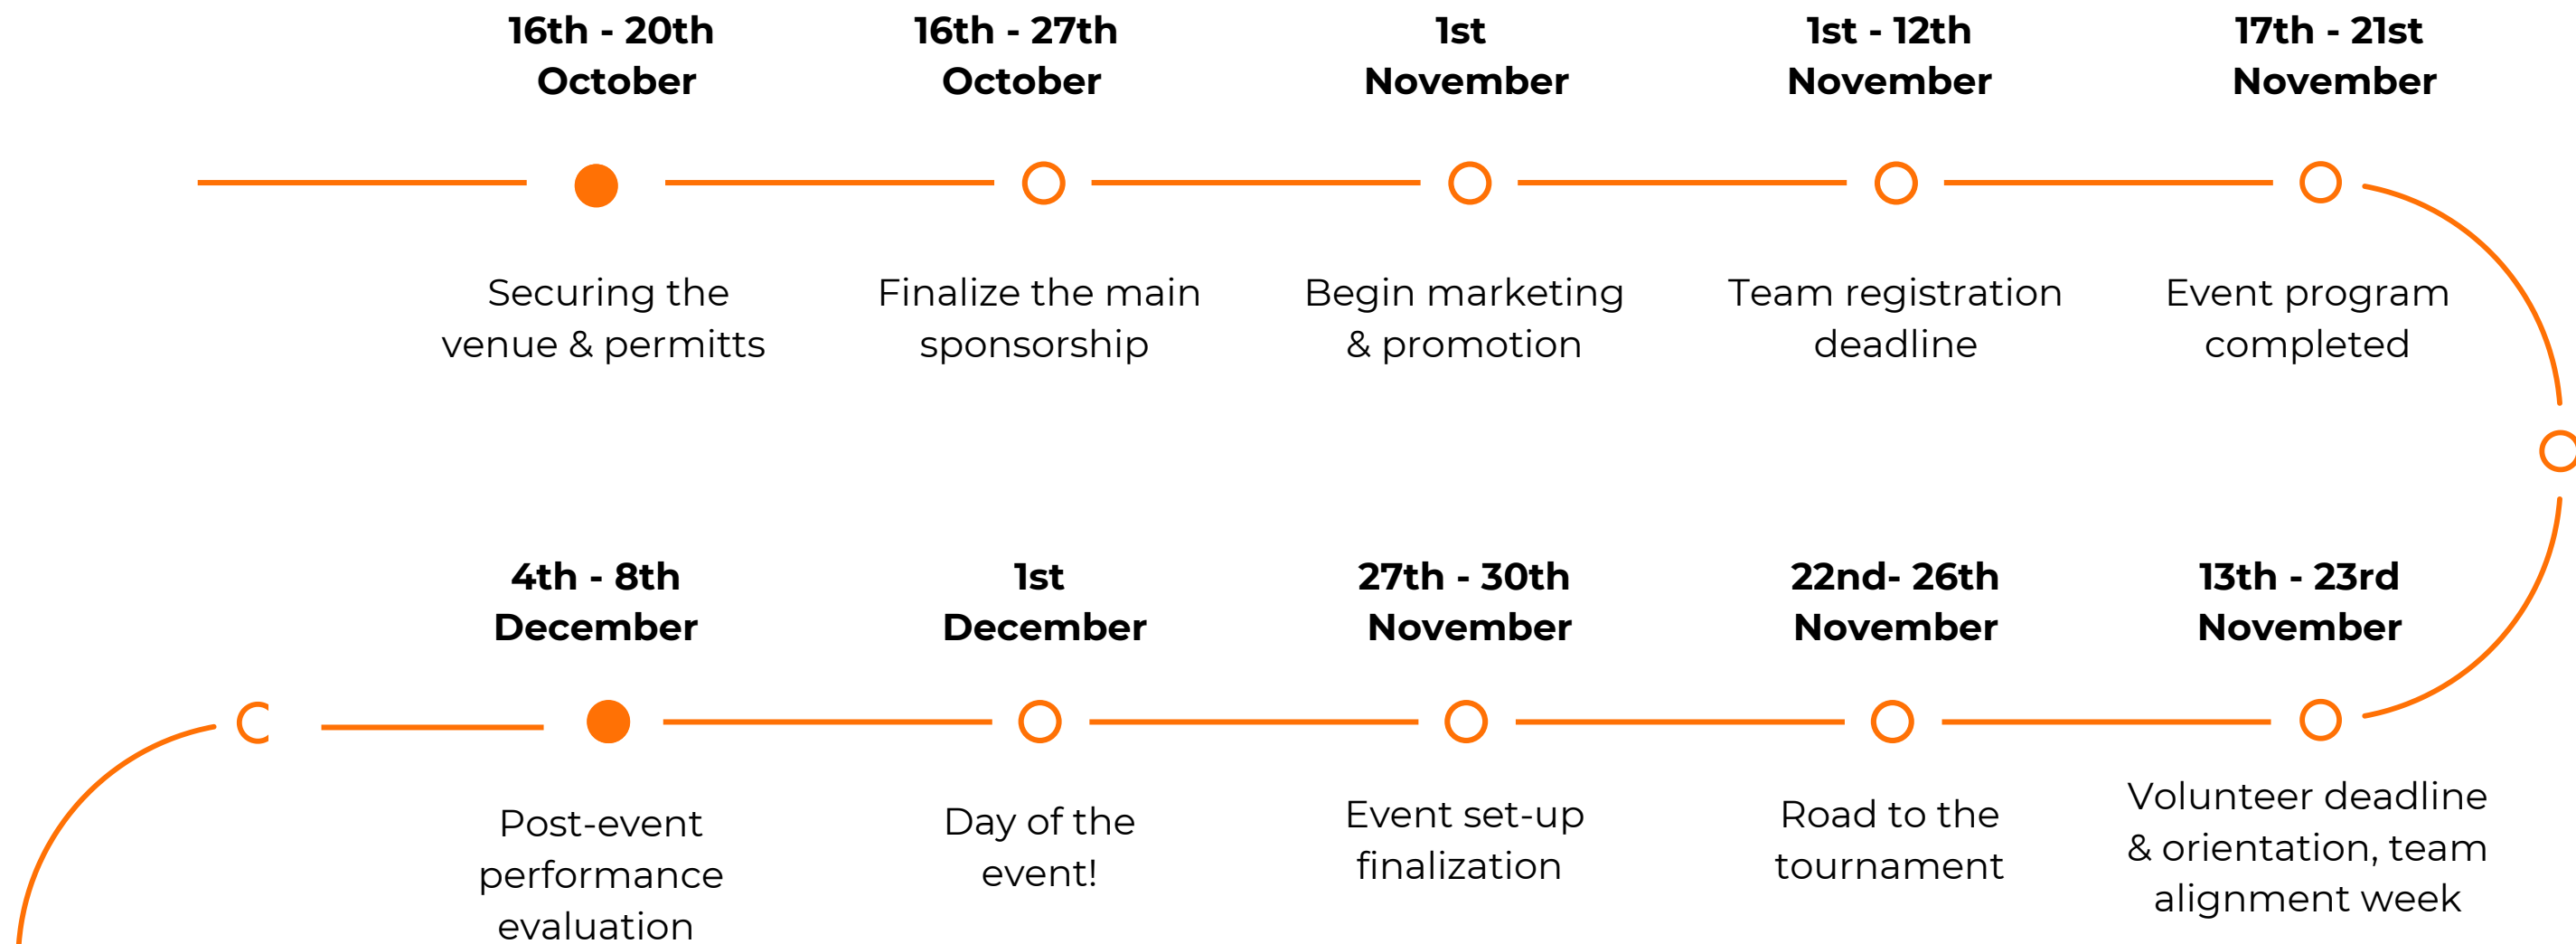 16th - 20th
October
16th - 27th
October
1st
November
1st - 12th
November
17th - 21st
November
Securing the
venue & permitts
Finalize the main
sponsorship
Begin marketing
& promotion
Team registration
deadline
Event program
completed
4th - 8th
December
1st
December
27th - 30th
November
22nd- 26th
November
13th - 23rd
November
Post-event
performance
evaluation
Day of the
event!
Event set-up
finalization
Road to the
tournament
Volunteer deadline
& orientation, team
alignment week